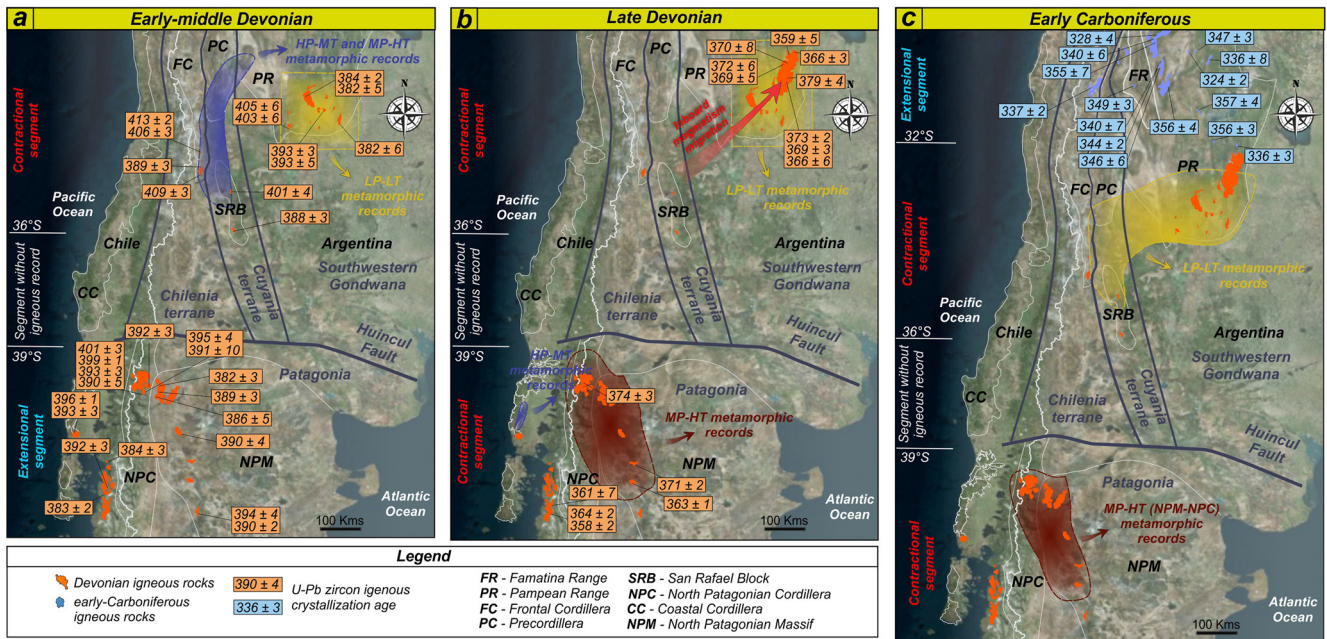 a
Early-middle Devonian
PC
FC
HP-MT and MP-HT
metamorphic records
PR
384 ± 2
382 ± 5
N
405 ± 6
403 ± 6
413 ± 2
406 ± 3
382 ± 6
393 ± 3
393 ± 5
389 ± 3
LP-LT
metamorphic
records
409 ± 3
401 ± 4
SRB
388 ± 3
Contractional
segment
Pacific
Ocean
36°S
Chile
Argentina
Southwestern
Gondwana
Segment without
igneous record
CC
Chilenia
terrane
Cuyania
terrane
Huincul
Fault
39°S
392 ± 3
395 ± 4
391 ± 10
401 ± 3
399 ± 1
393 ± 3
390 ± 5
Patagonia
382 ± 3
389 ± 3
386 ± 5
396 ± 1
393 ± 3
390 ± 4
392 ± 3
384 ± 3
NPC
NPM
Extensional
segment
383 ± 2
394 ± 4
390 ± 2
Atlantic
Ocean
100 Kms
b
Late Devonian
PC
FC
PR
359 ± 5
370 ± 8
366 ± 3
372 ± 6
369 ± 5
379 ± 4
N
Inboard
magmatism
migrated
373 ± 2
369 ± 3
366 ± 6
LP-LT metamorphic
records
SRB
Contractional
segment
Pacific
Ocean
36°S
Chile
Argentina
Southwestern
Gondwana
Segment without
igneous record
CC
Chilenia
terrane
Cuyania
terrane
Huincul
Fault
39°S
HP-MT
metamorphic
records
Patagonia
374 ± 3
MP-HT metamorphic
records
Contractional
segment
NPC
NPM
361 ± 7
371 ± 2
363 ± 1
364 ± 2
358 ± 2
Atlantic
Ocean
100 Kms
c
Early Carboniferous
328 ± 4
340 ± 6
355 ± 7
347 ± 3
336 ± 8
FR
324 ± 2
337 ± 2
349 ± 3
357 ± 4
340 ± 7
356 ± 4
356 ± 3
344 ± 2
346 ± 6
336 ± 3
N
Extensional
segment
32°S
PR
FC
PC
LP-LT metamorphic
records
Contractional
segment
Pacific
Ocean
SRB
36°S
Chile
Argentina
Southwestern
Gondwana
Segment without
igneous record
CC
Chilenia
terrane
Cuyania
terrane
Huincul
Fault
39°S
Patagonia
MP-HT (NPM-NPC)
metamorphic
records
Contractional
segment
NPC
NPM
Atlantic
Ocean
100 Kms
Legend
Devonian igneous rocks
early-Carboniferous
igneous rocks
390 ± 4
336 ± 3
U-Pb zircon igenous
crystallization age
FR - Famatina Range
PR - Pampean Range
FC - Frontal Cordillera
PC - Precordillera
SRB - San Rafael Block
NPC - North Patagonian Cordillera
CC - Coastal Cordillera
NPM - North Patagonian Massif